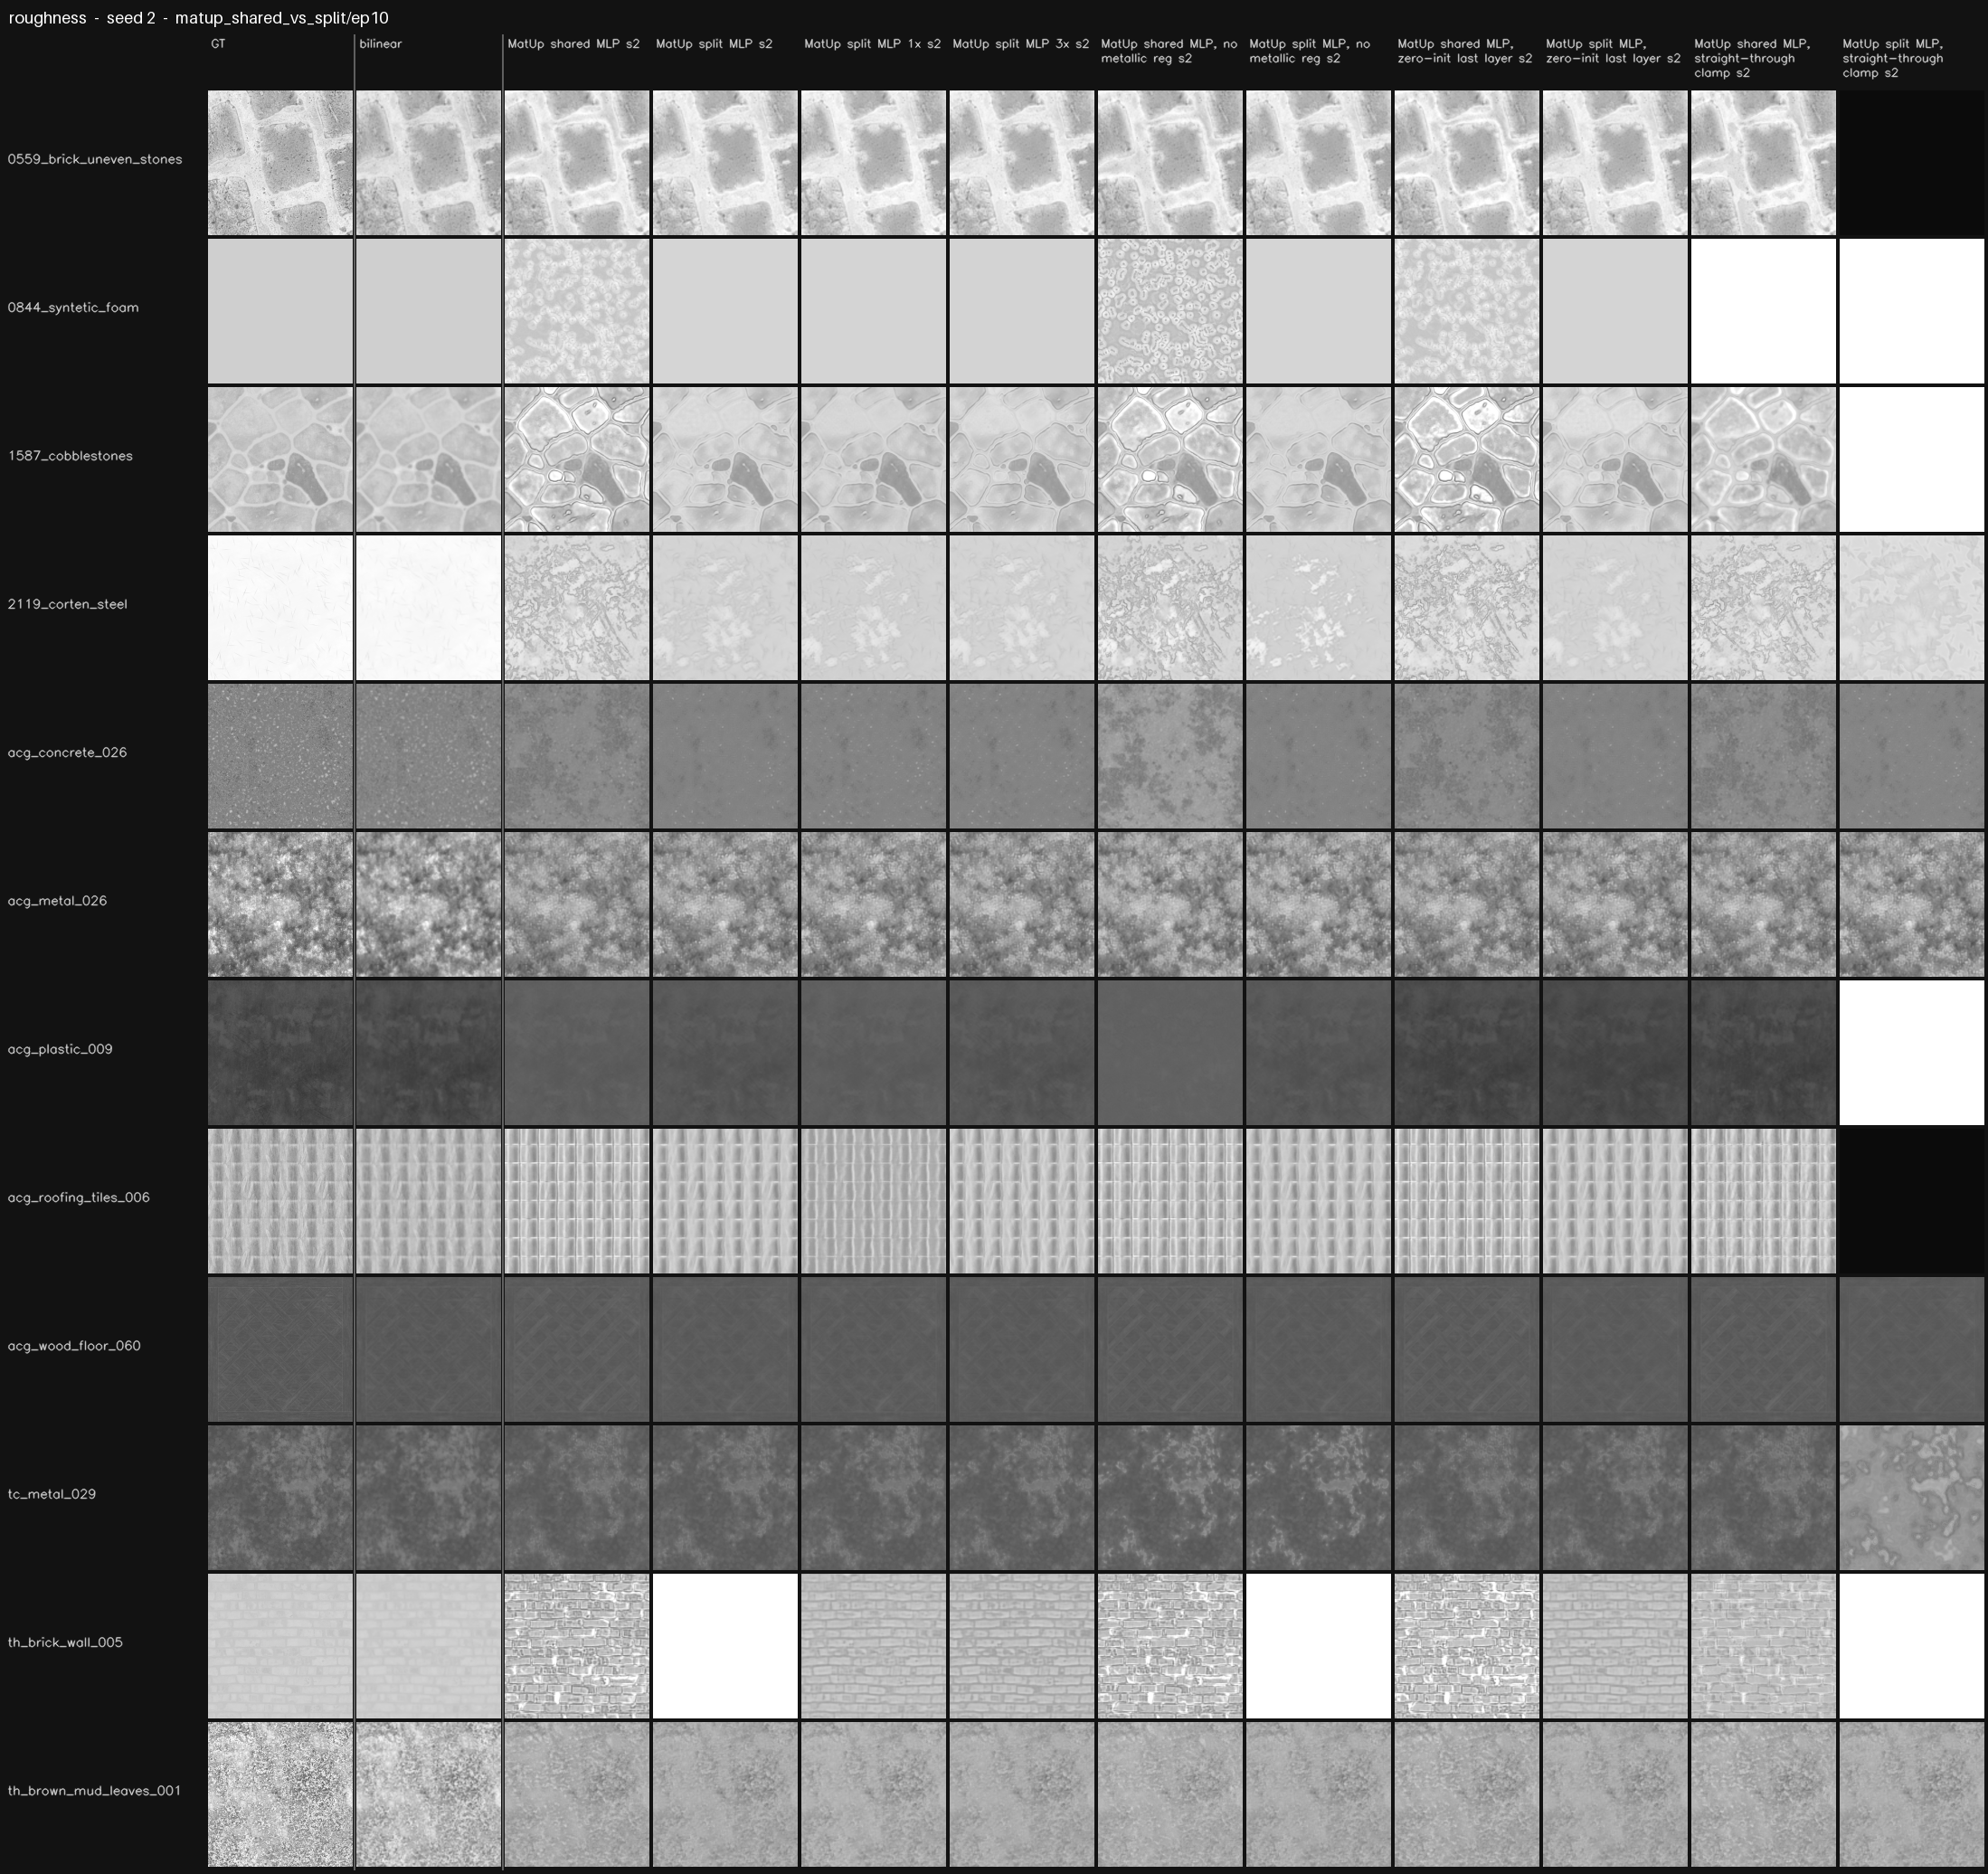 roughness - seed 2 - matup_shared_vs_split/ep10
GT
bilinear
MatUp shared MLP s2
MatUp split MLP s2
MatUp split MLP 1x s2
MatUp split MLP 3x s2
MatUp shared MLP, no
metallic reg s2
MatUp split MLP, no
metallic reg s2
MatUp shared MLP,
zero-init last layer s2
MatUp split MLP,
zero-init last layer s2
MatUp shared MLP,
straight-through
clamp s2
MatUp split MLP,
straight-through
clamp s2
0559_brick_uneven_stones
0844_syntetic_foam
1587_cobblestones
2119_corten_steel
acg_concrete_026
acg_metal_026
acg_plastic_009
acg_roofing_tiles_006
acg_wood_floor_060
tc_metal_029
th_brick_wall_005
th_brown_mud_leaves_001